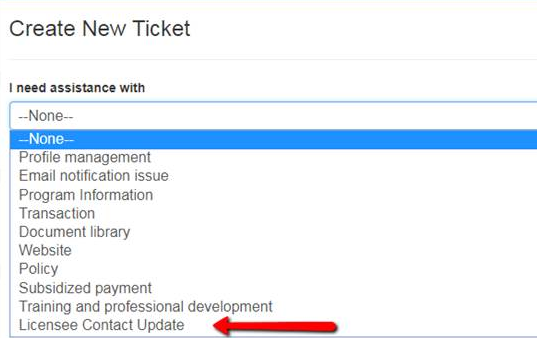 Create New Ticket
I need assistance with
--None--
--None--
Profile management
Email notification issue
Program Information
Transaction
Document library
Website
Policy
Subsidized payment
Training and professional development
Licensee Contact Update